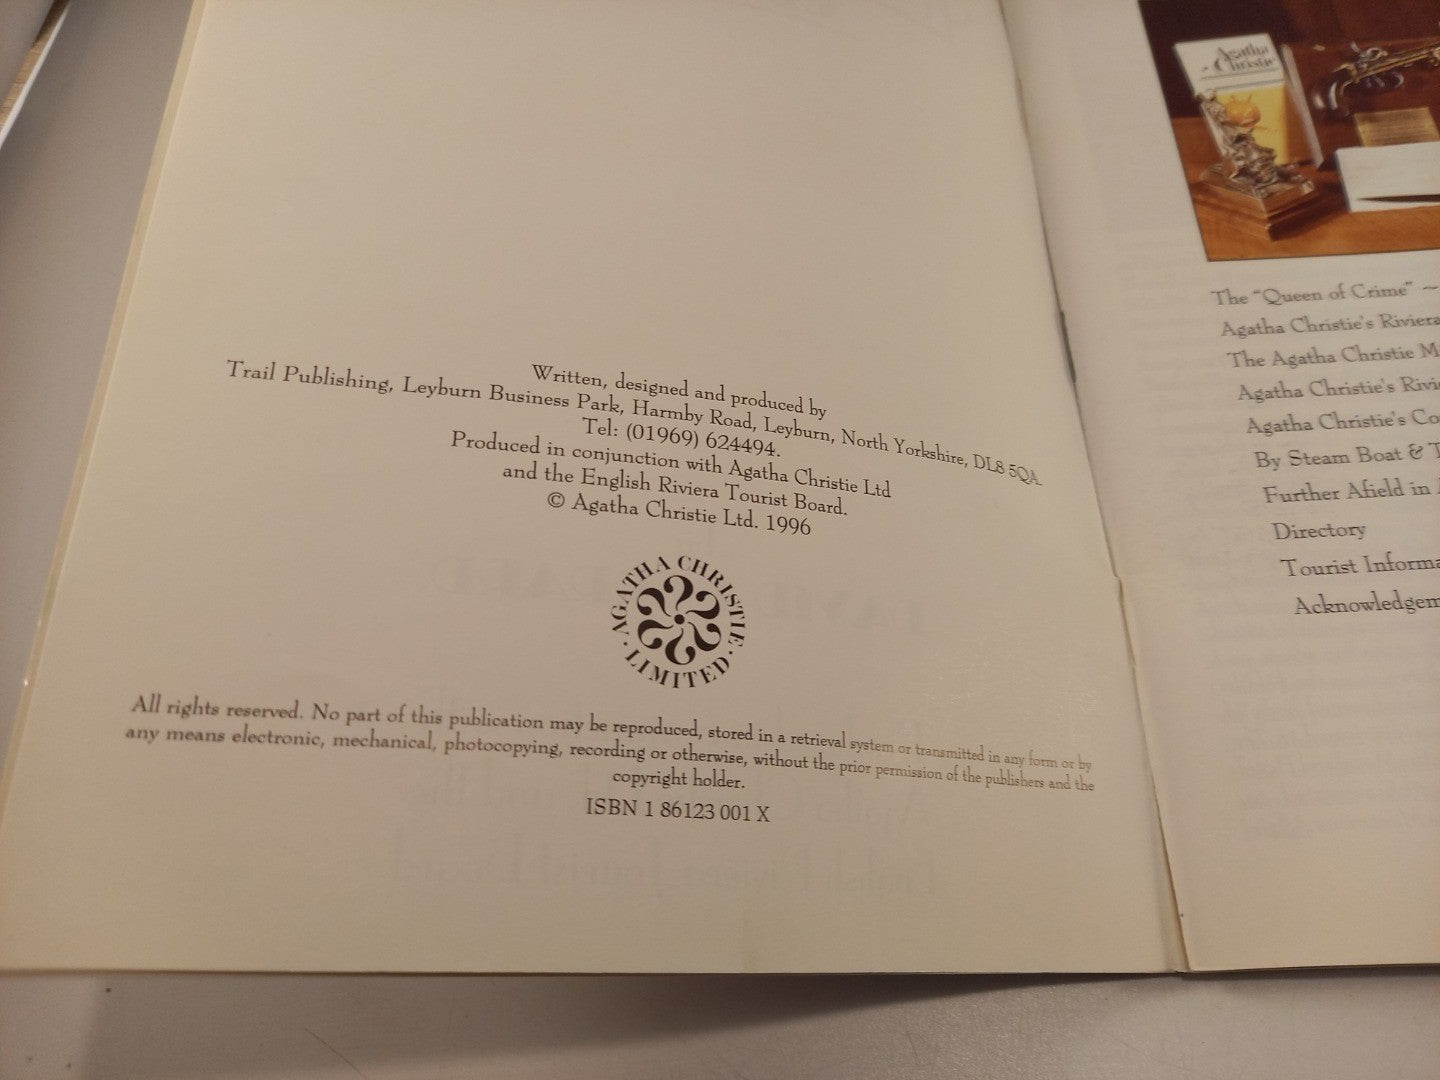 Written, designed and produced by
Trail Publishing, Leyburn Business Park, Harmby Road, Leyburn, North Yorkshire, DL8 5QA
Tel: (01969) 624494.
Produced in conjunction with Agatha Christie Ltd
and the English Riviera Tourist Board.
© Agatha Christie Ltd. 1996
AGATHA CHRISTIE
· LIMITED ·
All rights reserved. No part of this publication may be reproduced, stored in a retrieval system or transmitted in any form or by
any means electronic, mechanical, photocopying, recording or otherwise, without the prior permission of the publishers and the
copyright holder.
ISBN 1 86123 001 X
Agatha
Christie
The "Queen of Crime" ~
Agatha Christie's Riviera
The Agatha Christie M
Agatha Christie's Rivi
Agatha Christie's Co
By Steam Boat & T
Further Afield in
Directory
Tourist Informa
Acknowledgem